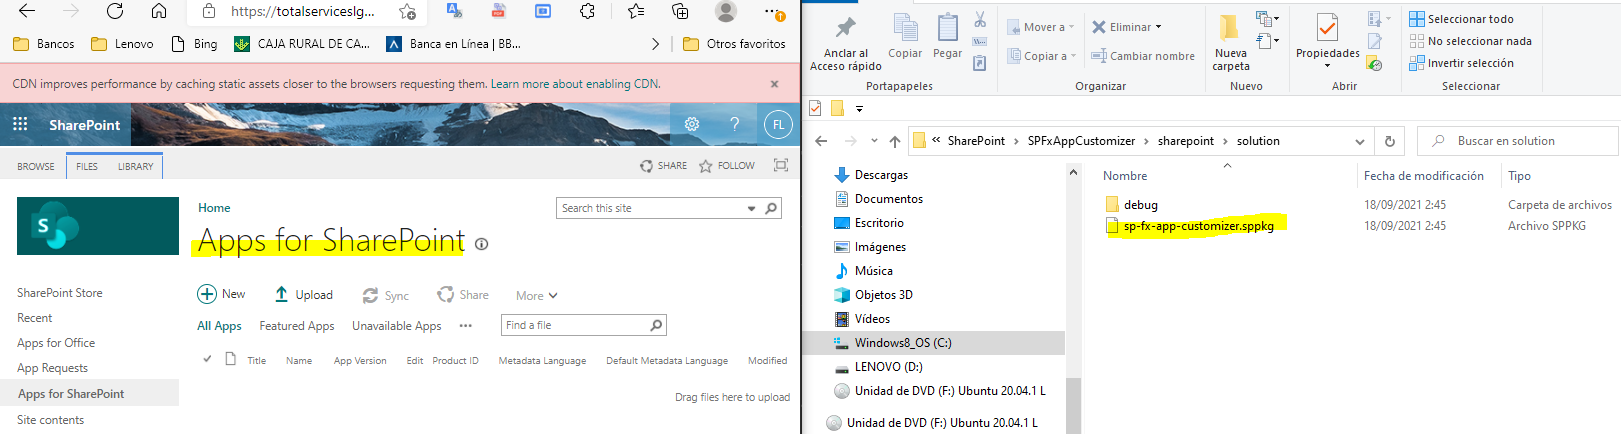 https://totalserviceslg...
Bancos Lenovo Bing CAJA RURAL DE CA... Banca en Línea | BB... Otros favoritos
CDN improves performance by caching static assets closer to the browsers requesting them. Learn more about enabling CDN.
SharePoint ? FL
BROWSE FILES LIBRARY SHARE FOLLOW
S
Home
Search this site
Apps for SharePoint
SharePoint Store
Recent
Apps for Office
App Requests
Apps for SharePoint
Site contents
New Upload Sync Share More
All Apps Featured Apps Unavailable Apps ... Find a file
Title Name App Version Edit Product ID Metadata Language Default Metadata Language Modified
Drag files here to upload
Anclar al Acceso rápido
Copiar
Pegar
Portapapeles
Mover a
Copiar a
Eliminar
Cambiar nombre
Organizar
Nueva carpeta
Nuevo
Propiedades
Abrir
Seleccionar todo
No seleccionar nada
Invertir selección
Seleccionar
« SharePoint › SPFxAppCustomizer › sharepoint › solution
Buscar en solution
Descargas
Documentos
Escritorio
Imágenes
Música
Objetos 3D
Vídeos
Windows8_OS (C:)
LENOVO (D:)
Unidad de DVD (F:) Ubuntu 20.04.1 L
Unidad de DVD (F:) Ubuntu 20.04.1 L
Nombre Fecha de modificación Tipo
debug 18/09/2021 2:45 Carpeta de archivos
sp-fx-app-customizer.sppkg 18/09/2021 2:45 Archivo SPPKG